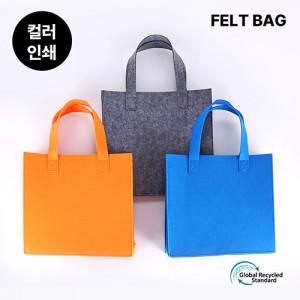 컬러
인쇄
FELT BAG
Global Recycled
Standard